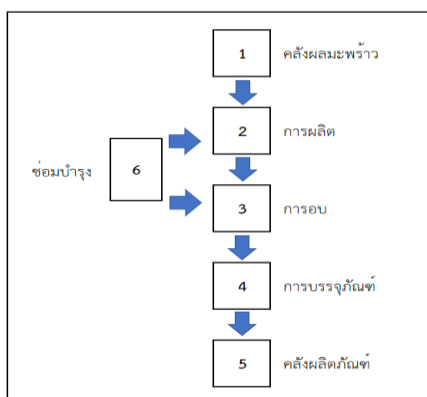 1 คลังผลมะพร้าว
2 การผลิต
ซ่อมบำรุง 6
3 การอบ
4 การบรรจุภัณฑ์
5 คลังผลิตภัณฑ์